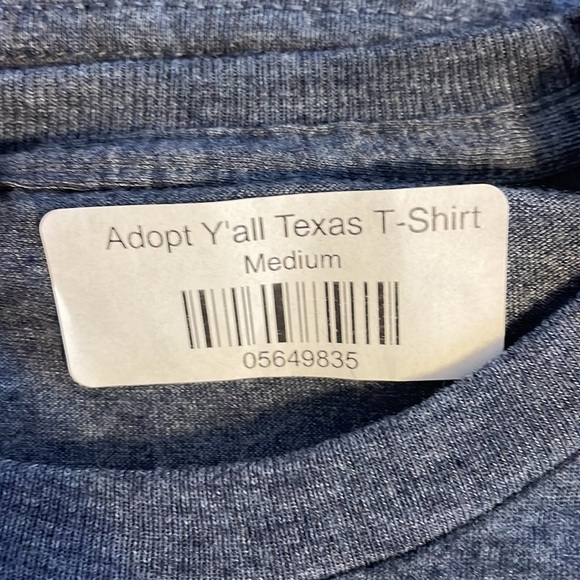 Adopt Y'all Texas T-Shirt
Medium
05649835